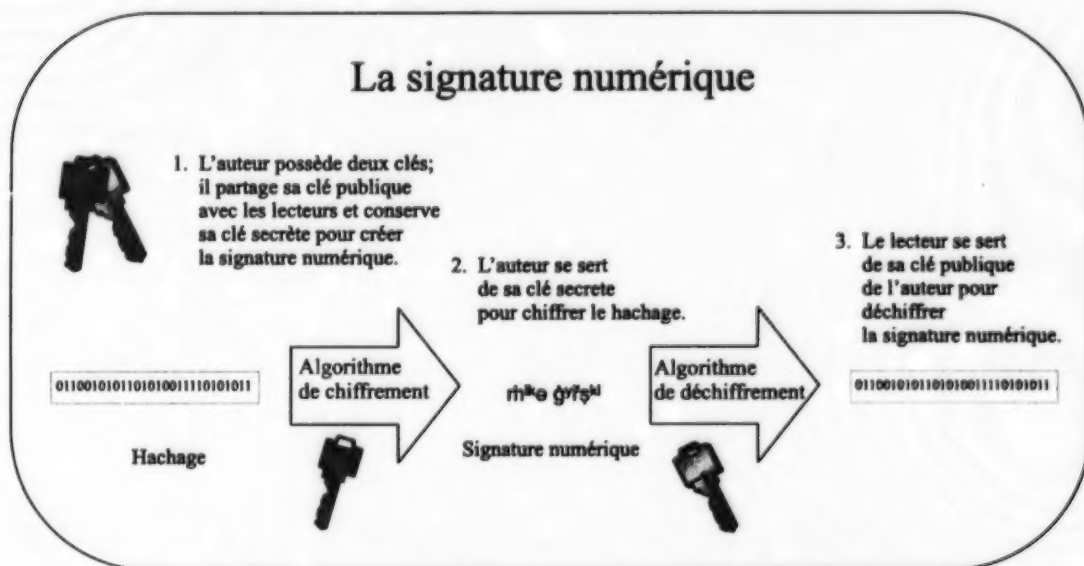 La signature numérique
1. L'auteur possède deux clés;
il partage sa clé publique
avec les lecteurs et conserve
sa clé secrète pour créer
la signature numérique.
2. L'auteur se sert
de sa clé secrete
pour chiffrer le hachage.
3. Le lecteur se sert
de sa clé publique
de l'auteur pour
déchiffrer
la signature numérique.
0110010101101010011110101011
Hachage
Algorithme
de chiffrement
Signature numérique
Algorithme
de déchiffrement
0110010101101010011110101011